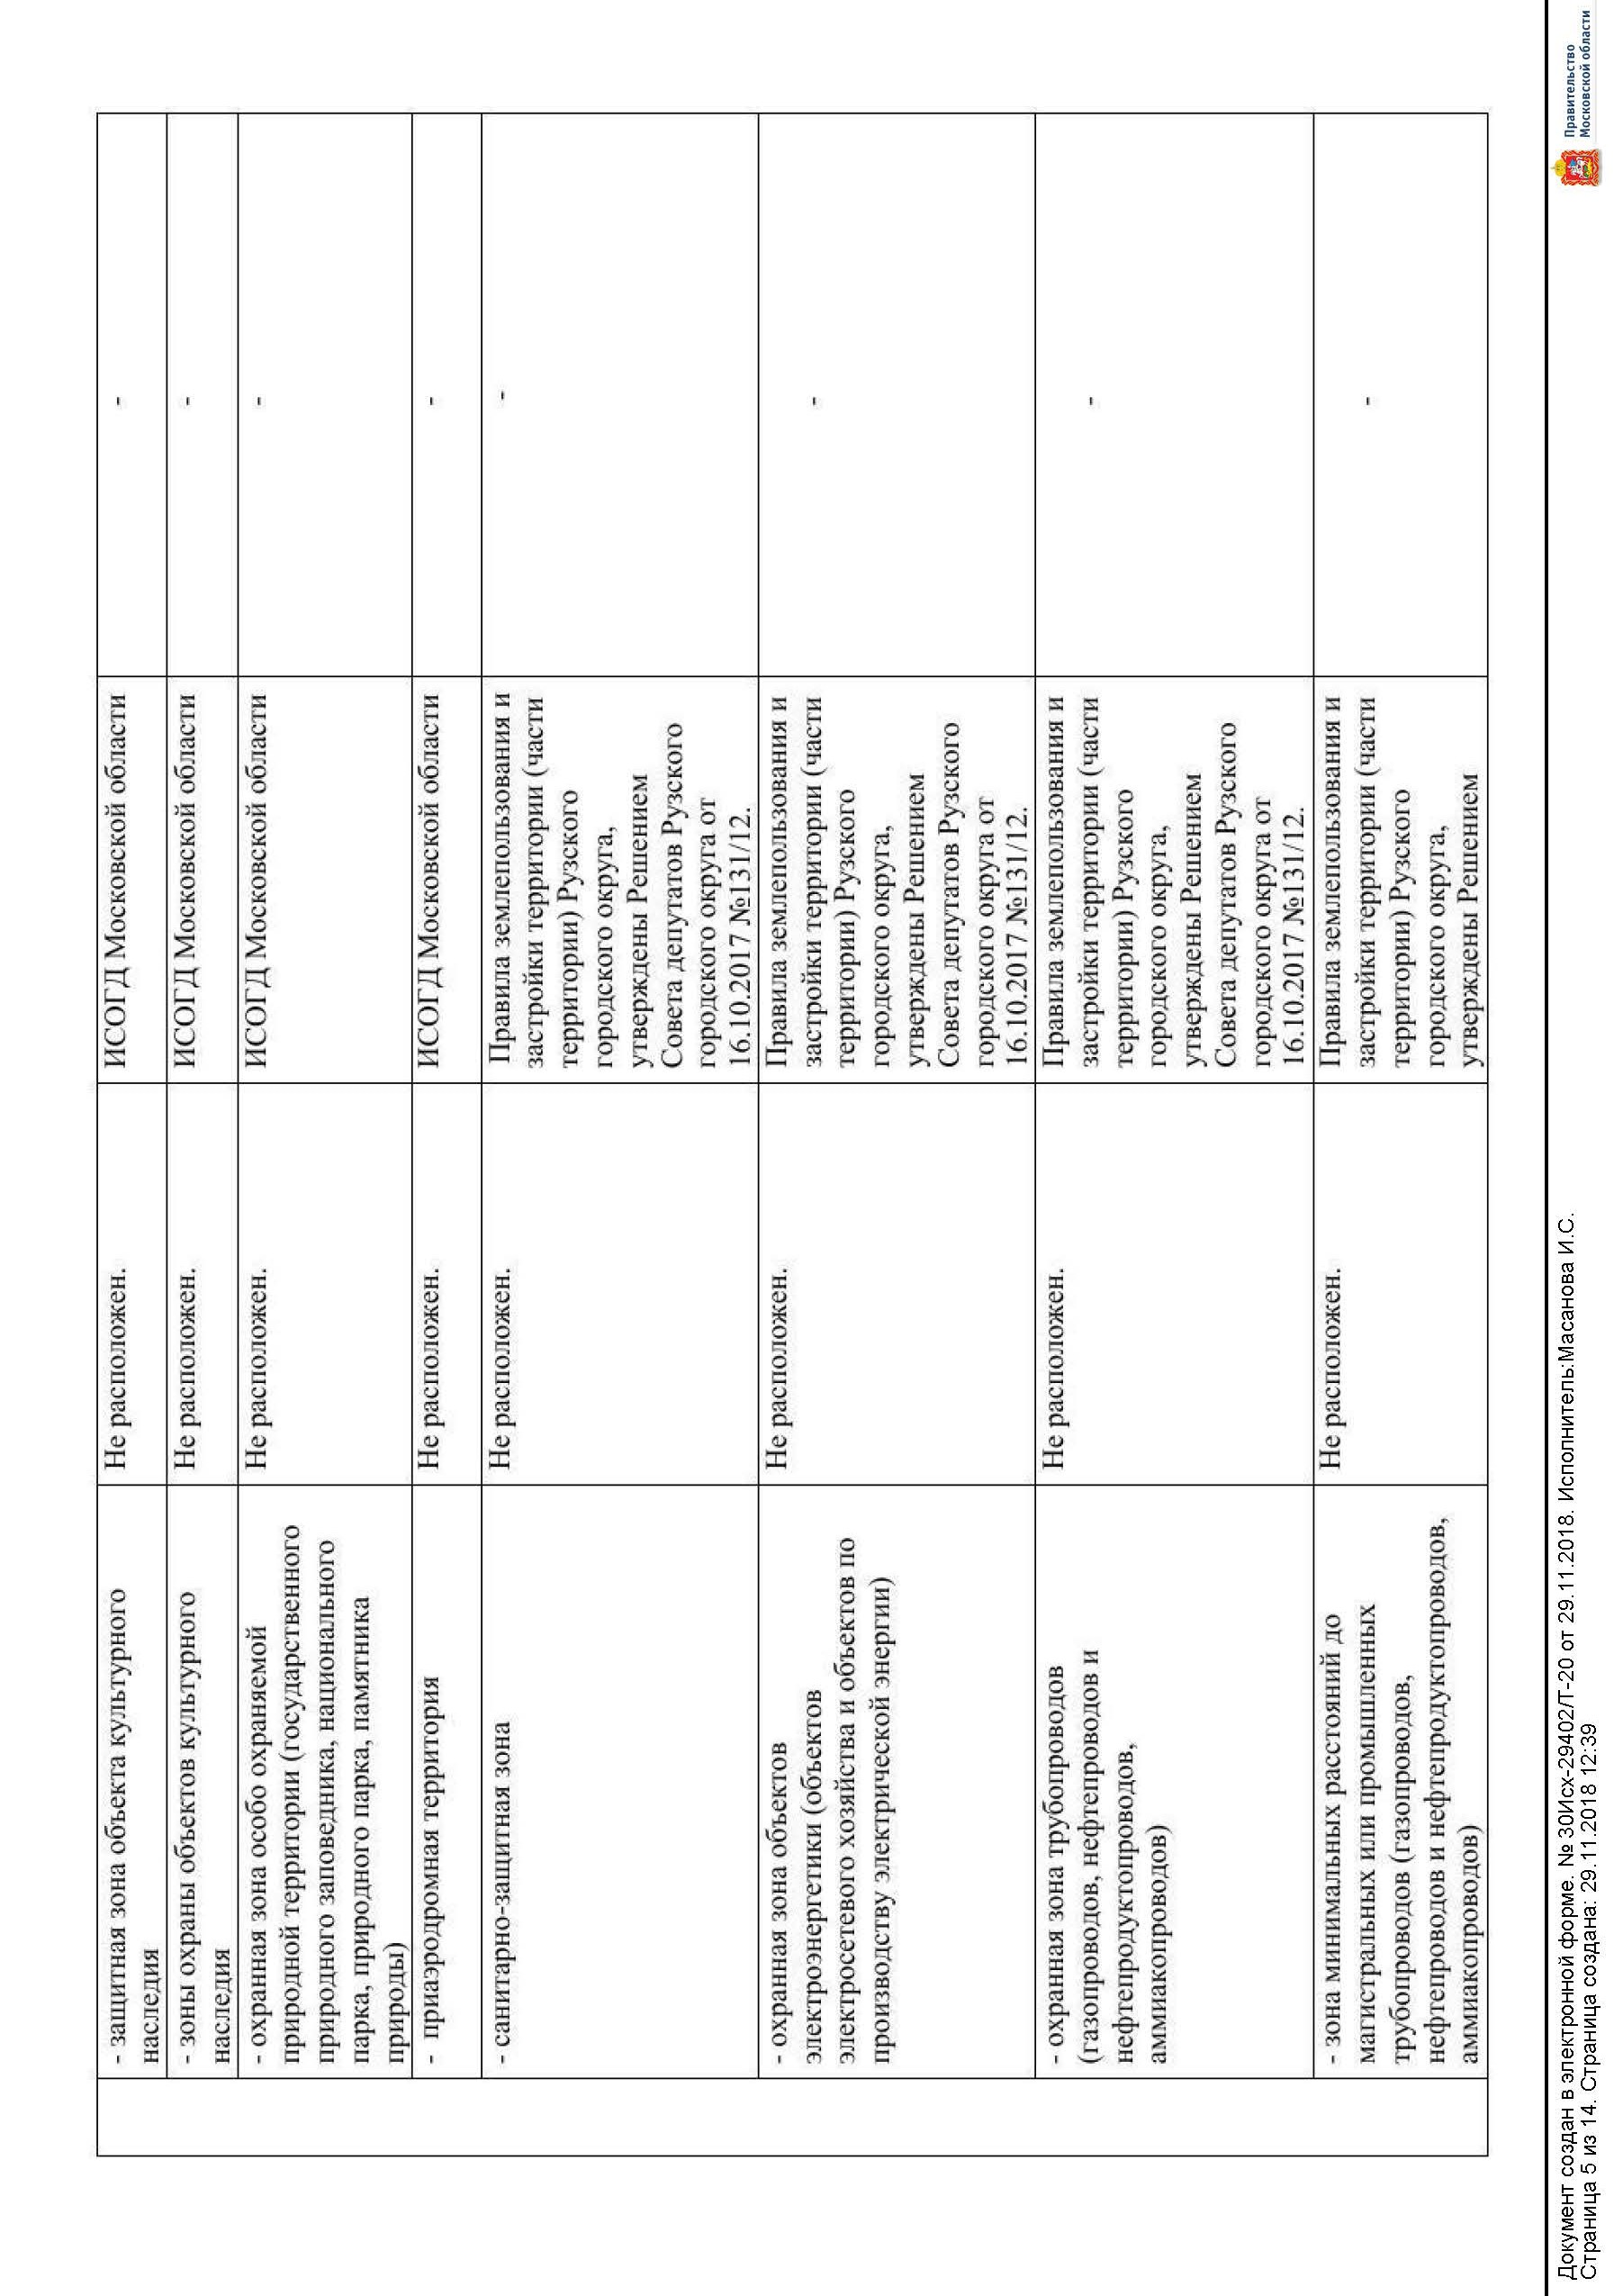 - защитная зона объекта культурного
наследия
Не расположен.
ИСОГД Московской области
-
- зоны охраны объектов культурного
наследия
Не расположен.
ИСОГД Московской области
-
- охранная зона особо охраняемой
природной территории (государственного
природного заповедника, национального
парка, природного парка, памятника
природы)
Не расположен.
ИСОГД Московской области
-
- приаэродромная территория
Не расположен.
ИСОГД Московской области
-
- санитарно-защитная зона
Не расположен.
Правила землепользования и
застройки территории (части
территории) Рузского
городского округа,
утверждены Решением
Совета депутатов Рузского
городского округа от
16.10.2017 №131/12.
-
- охранная зона объектов
электроэнергетики (объектов
электросетевого хозяйства и объектов по
производству электрической энергии)
Не расположен.
Правила землепользования и
застройки территории (части
территории) Рузского
городского округа,
утверждены Решением
Совета депутатов Рузского
городского округа от
16.10.2017 №131/12.
-
- охранная зона трубопроводов
(газопроводов, нефтепроводов и
нефтепродуктопроводов,
аммиакопроводов)
Не расположен.
Правила землепользования и
застройки территории (части
территории) Рузского
городского округа,
утверждены Решением
Совета депутатов Рузского
городского округа от
16.10.2017 №131/12.
-
- зона минимальных расстояний до
магистральных или промышленных
трубопроводов (газопроводов,
нефтепроводов и нефтепродуктопроводов,
аммиакопроводов)
Не расположен.
Правила землепользования и
застройки территории (части
территории) Рузского
городского округа,
утверждены Решением
-
Документ создан в электронной форме. № 30Исх-29402/Т-20 от 29.11.2018. Исполнитель:Масанова И.С.
Страница 5 из 14. Страница создана: 29.11.2018 12:39
Правительство
Московской области